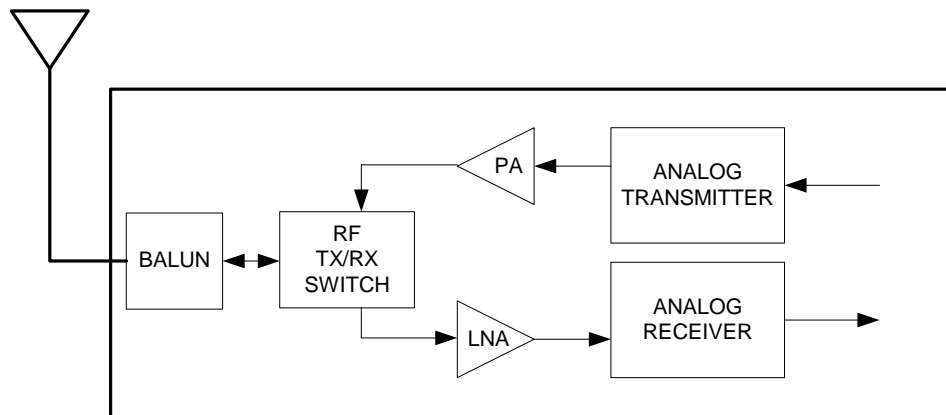 PA
ANALOG
TRANSMITTER
BALUN
RF
TX/RX
SWITCH
LNA
ANALOG
RECEIVER